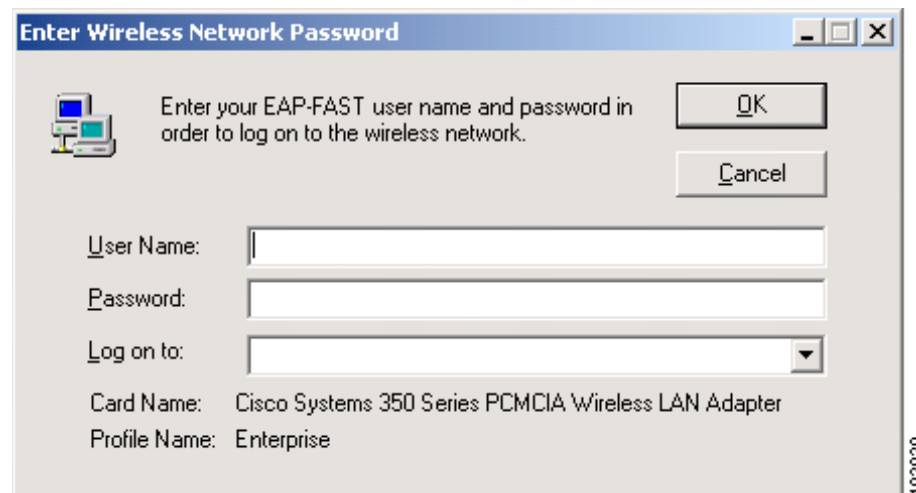 Enter Wireless Network Password
Enter your EAP-FAST user name and password in
order to log on to the wireless network.
OK
Cancel
User Name:
Password:
Log on to:
Card Name: Cisco Systems 350 Series PCMCIA Wireless LAN Adapter
Profile Name: Enterprise